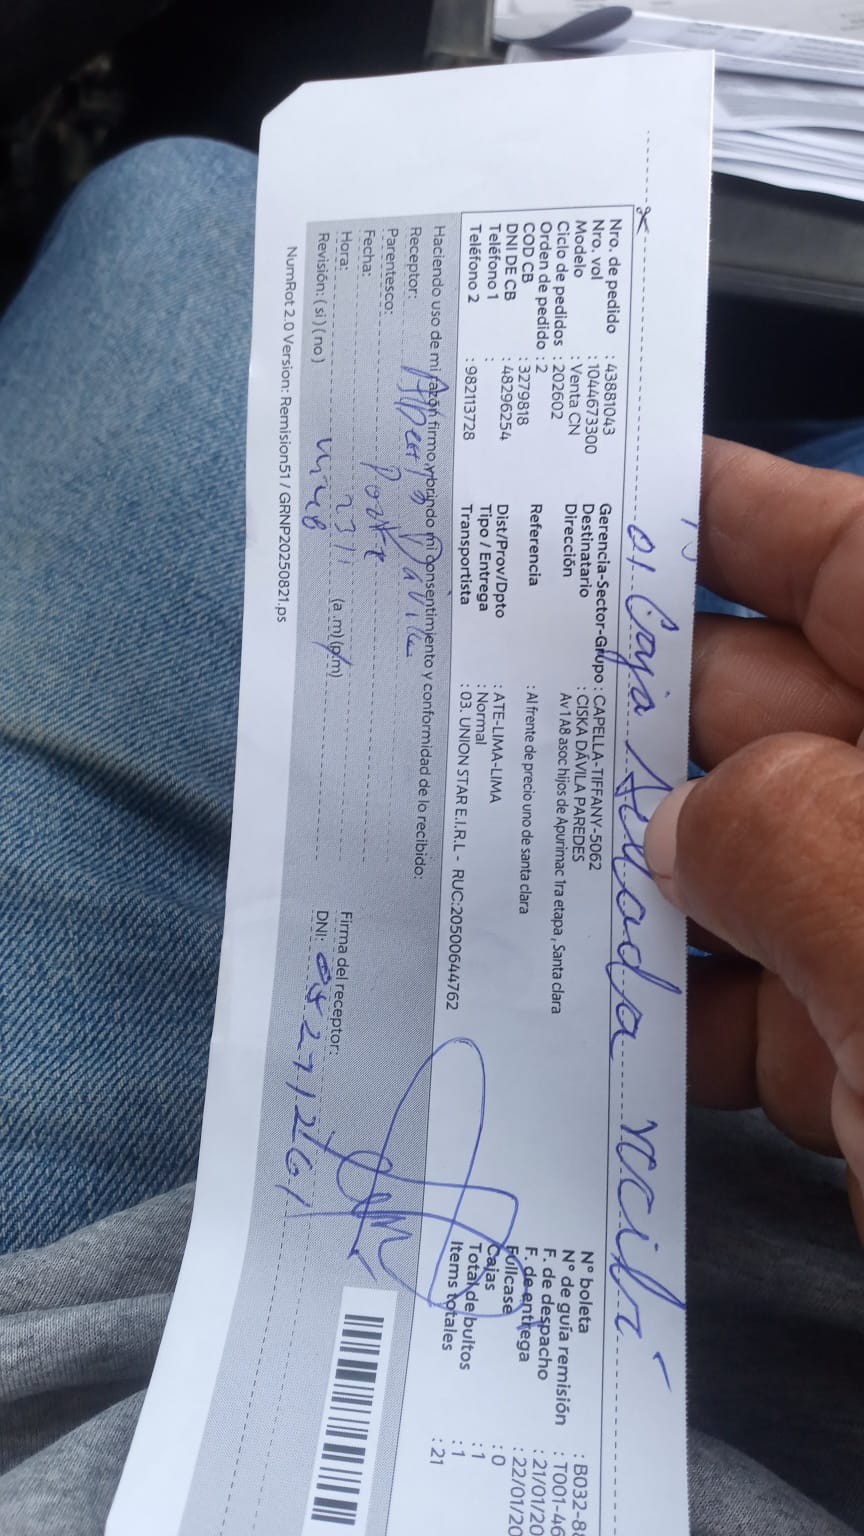 01 Caja sellada recibí
Nro. de pedido : 43881043
Nro. vol : 1044673300
Modelo : Venta CN
Ciclo de pedidos : 202602
Orden de pedido : 2
COD CB : 3279818
DNI DE CB : 48296254
Teléfono 1 :
Teléfono 2 : 982113728
Gerencia-Sector-Grupo : CAPELLA-TIFFANY-5062
Destinatario : CISKA DÁVILA PAREDES
Dirección Av1 A8 asoc hijos de Apurimac 1ra etapa , Santa clara
Referencia : Al frente de precio uno de santa clara
Dist/Prov/Dpto : ATE-LIMA-LIMA
Tipo / Entrega : Normal
Transportista : 03. UNION STAR E.I.R.L - RUC:20500644762
N° boleta : B032-88
N° de guía remisión : T001-46
F. de despacho : 21/01/20
F. de entrega : 22/01/20
Fullcase : 0
Cajas : 1
Total de bultos : 1
Items totales : 21
Haciendo uso de mi razón firmo y brindo mi consentimiento y conformidad de lo recibido:
Receptor: Dávila
Parentesco:
Fecha: 23/1
Hora: (a .m) (p.m)
Revisión: ( si ) ( no )
Firma del receptor:
DNI:
NumRot 2.0 Version: Remision51 / GRNP20250821.ps